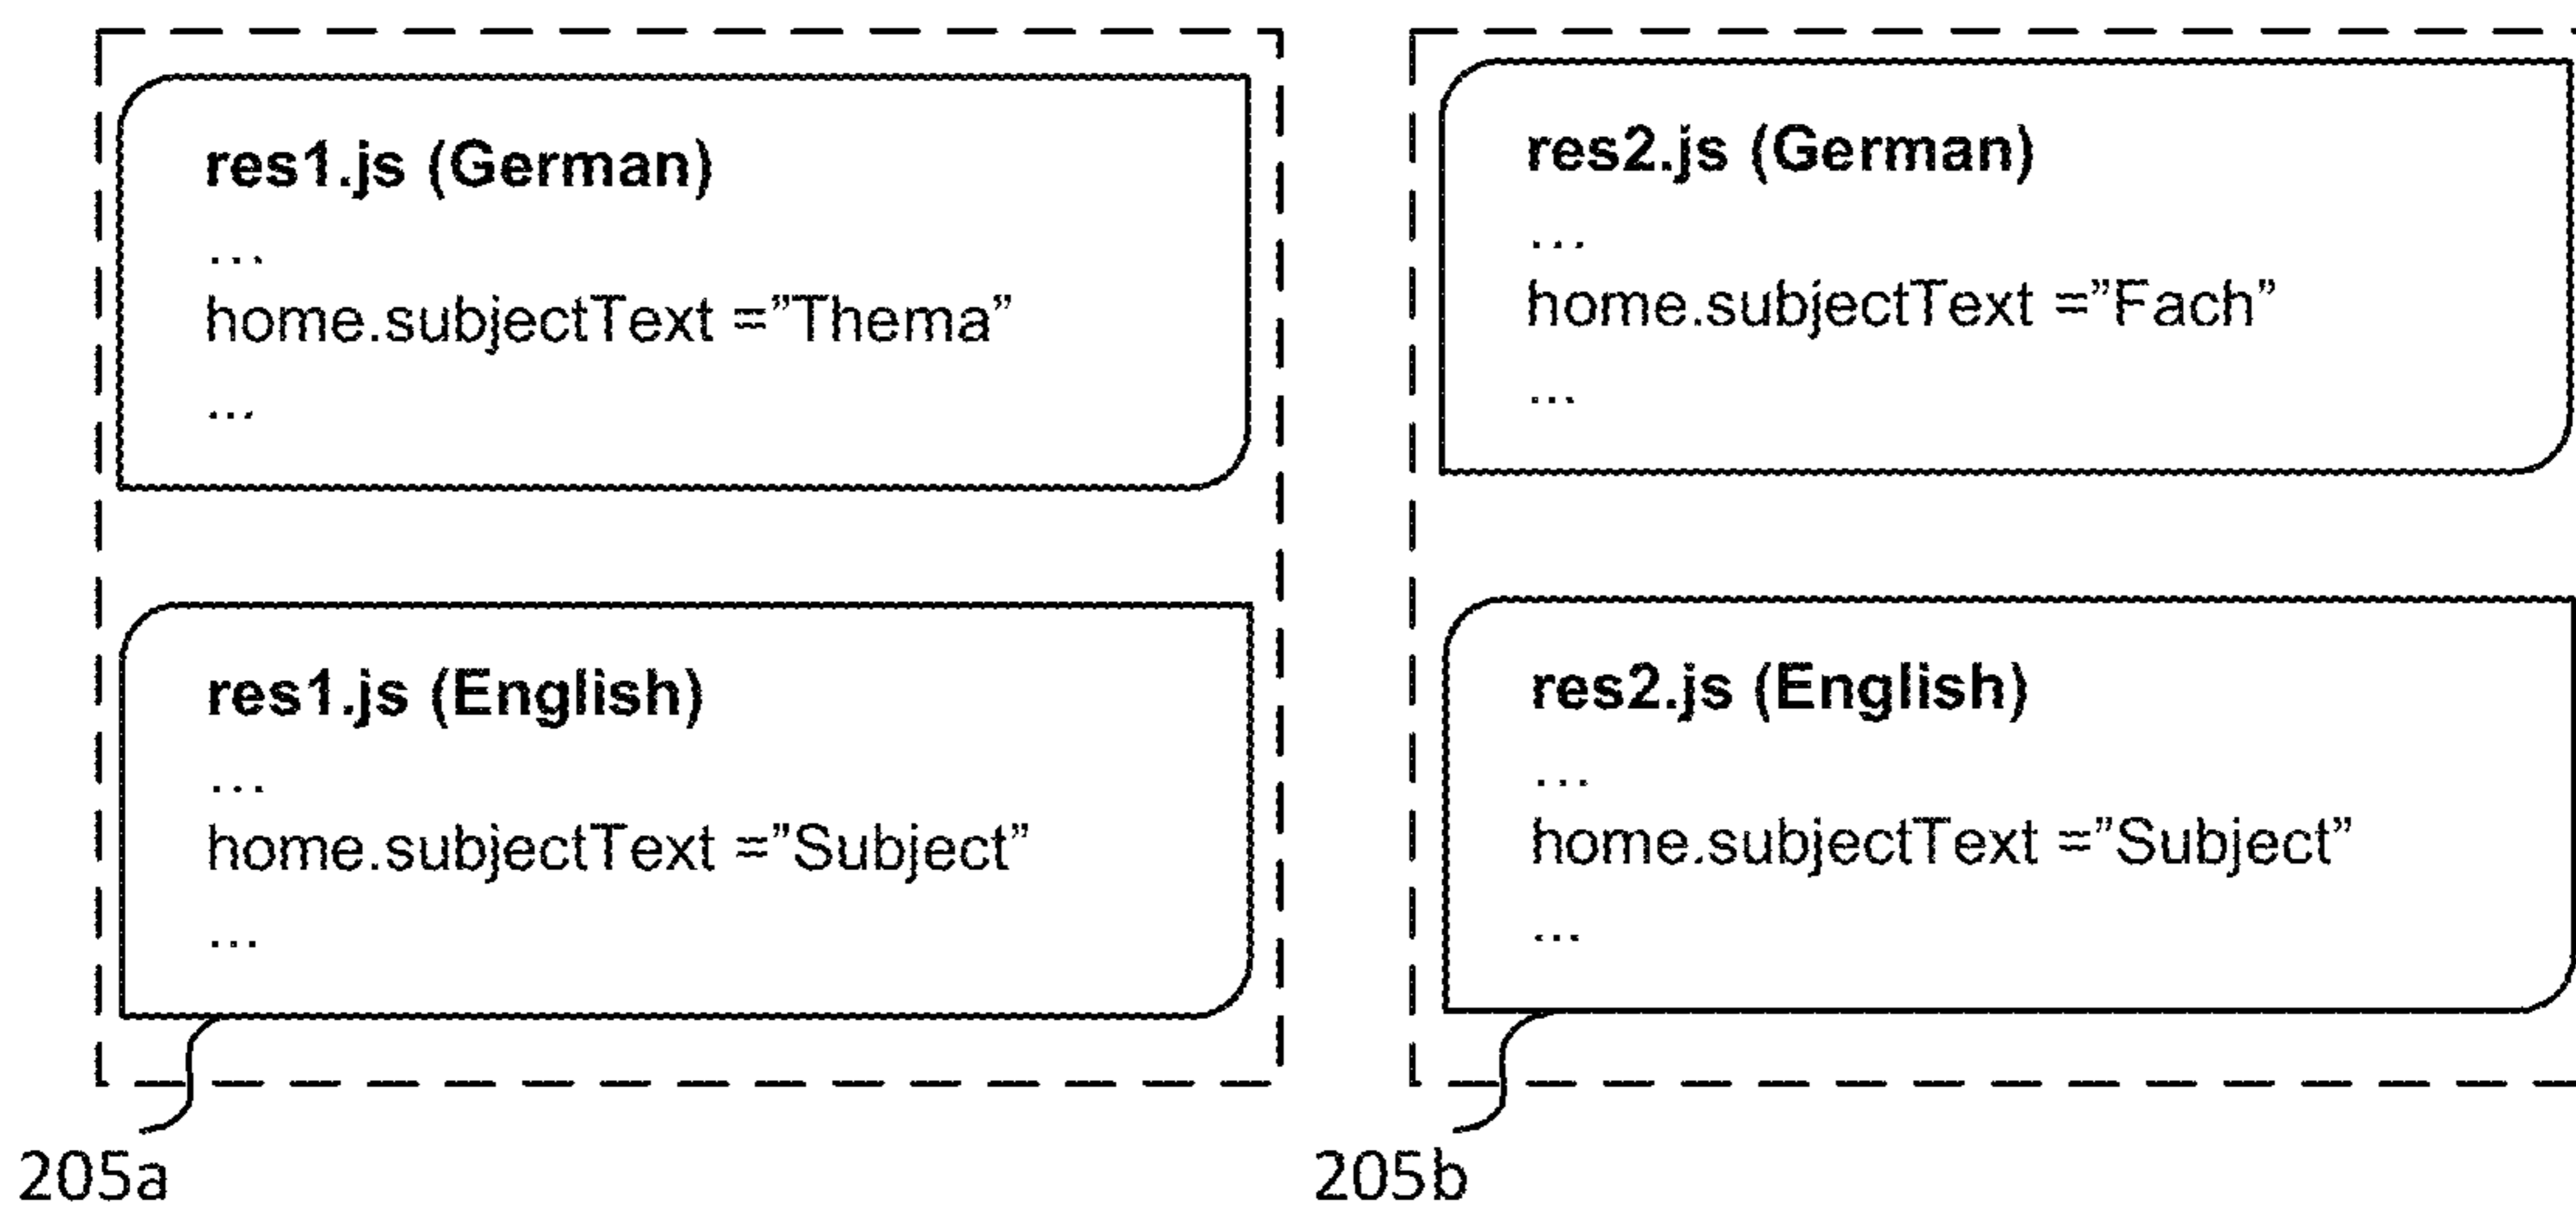 res1.js (German)
...
home.subjectText =”Thema”
...
res1.js (English)
...
home.subjectText =”Subject”
...
205a
res2.js (German)
...
home.subjectText =”Fach”
...
res2.js (English)
...
home.subjectText =”Subject”
...
205b